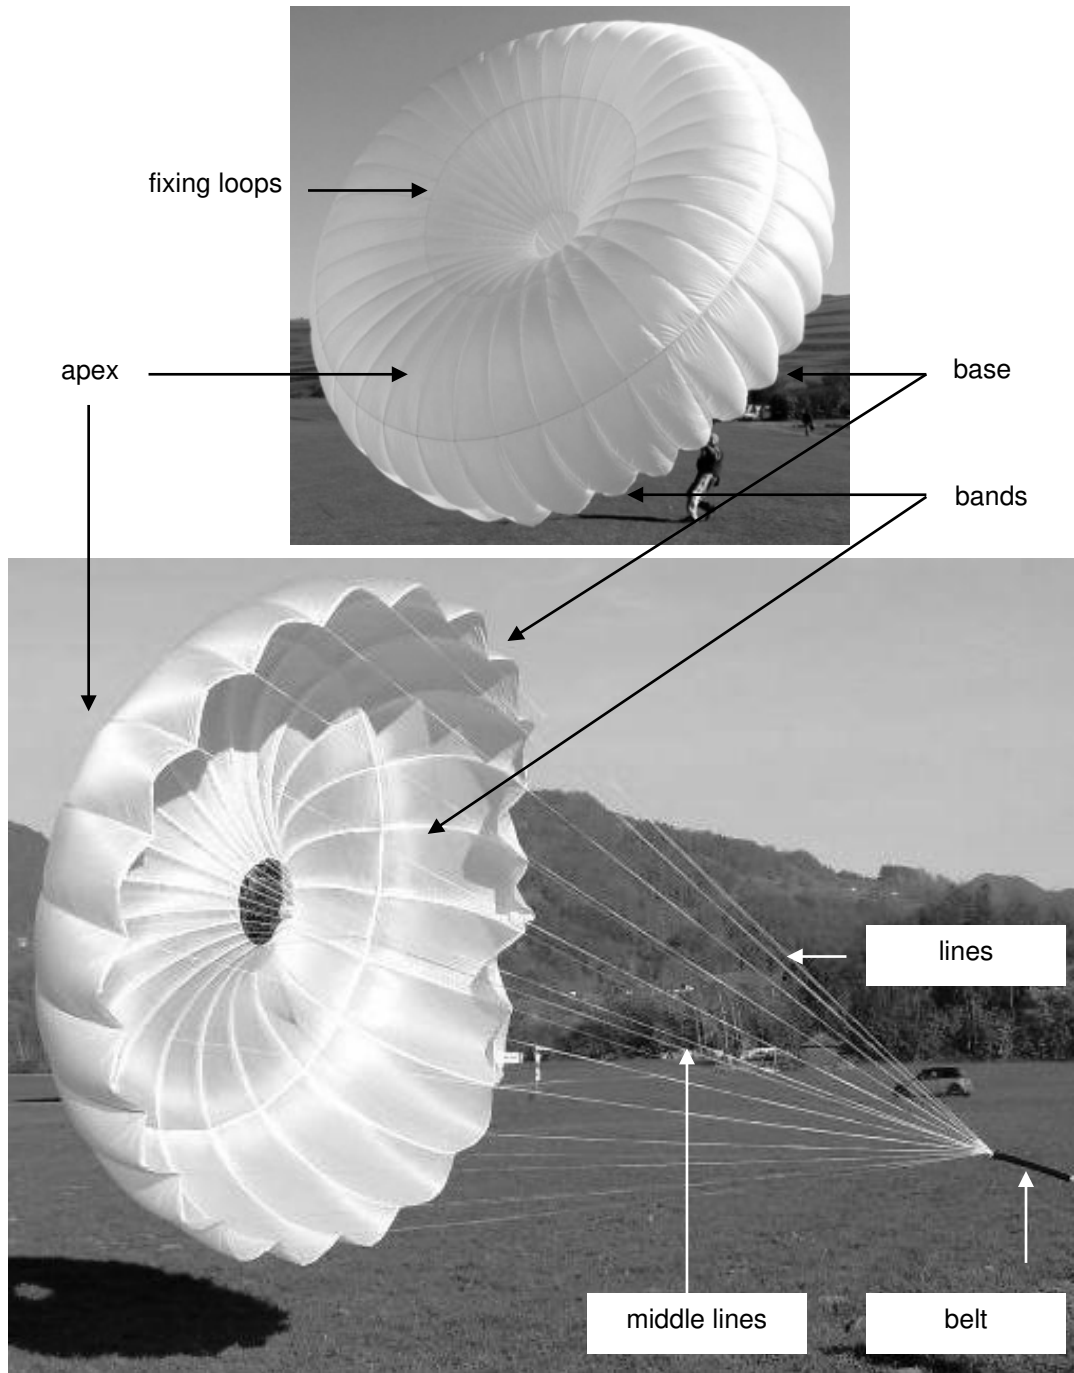 fixing loops
apex
base
bands
lines
middle lines
belt